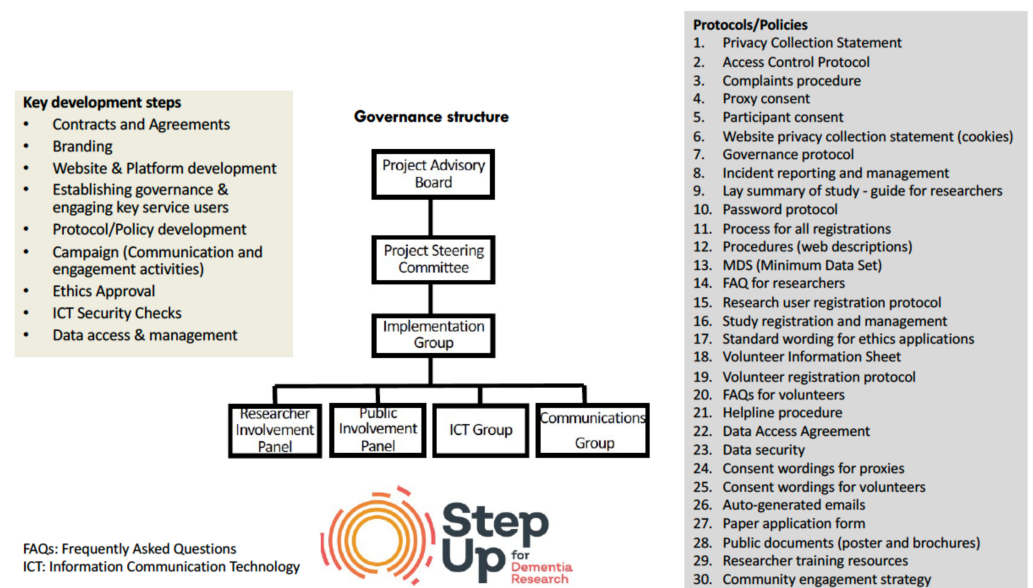 Key development steps
• Contracts and Agreements
• Branding
• Website & Platform development
• Establishing governance &
engaging key service users
• Protocol/Policy development
• Campaign (Communication and
engagement activities)
• Ethics Approval
• ICT Security Checks
• Data access & management
Governance structure
Project Advisory
Board
Project Steering
Committee
Implementation
Group
Researcher
Involvement
Panel
Public
Involvement
Panel
ICT Group
Communications
Group
Step
Up for
Dementia
Research
FAQs: Frequently Asked Questions
ICT: Information Communication Technology
Protocols/Policies
1. Privacy Collection Statement
2. Access Control Protocol
3. Complaints procedure
4. Proxy consent
5. Participant consent
6. Website privacy collection statement (cookies)
7. Governance protocol
8. Incident reporting and management
9. Lay summary of study - guide for researchers
10. Password protocol
11. Process for all registrations
12. Procedures (web descriptions)
13. MDS (Minimum Data Set)
14. FAQ for researchers
15. Research user registration protocol
16. Study registration and management
17. Standard wording for ethics applications
18. Volunteer Information Sheet
19. Volunteer registration protocol
20. FAQs for volunteers
21. Helpline procedure
22. Data Access Agreement
23. Data security
24. Consent wordings for proxies
25. Consent wordings for volunteers
26. Auto-generated emails
27. Paper application form
28. Public documents (poster and brochures)
29. Researcher training resources
30. Community engagement strategy